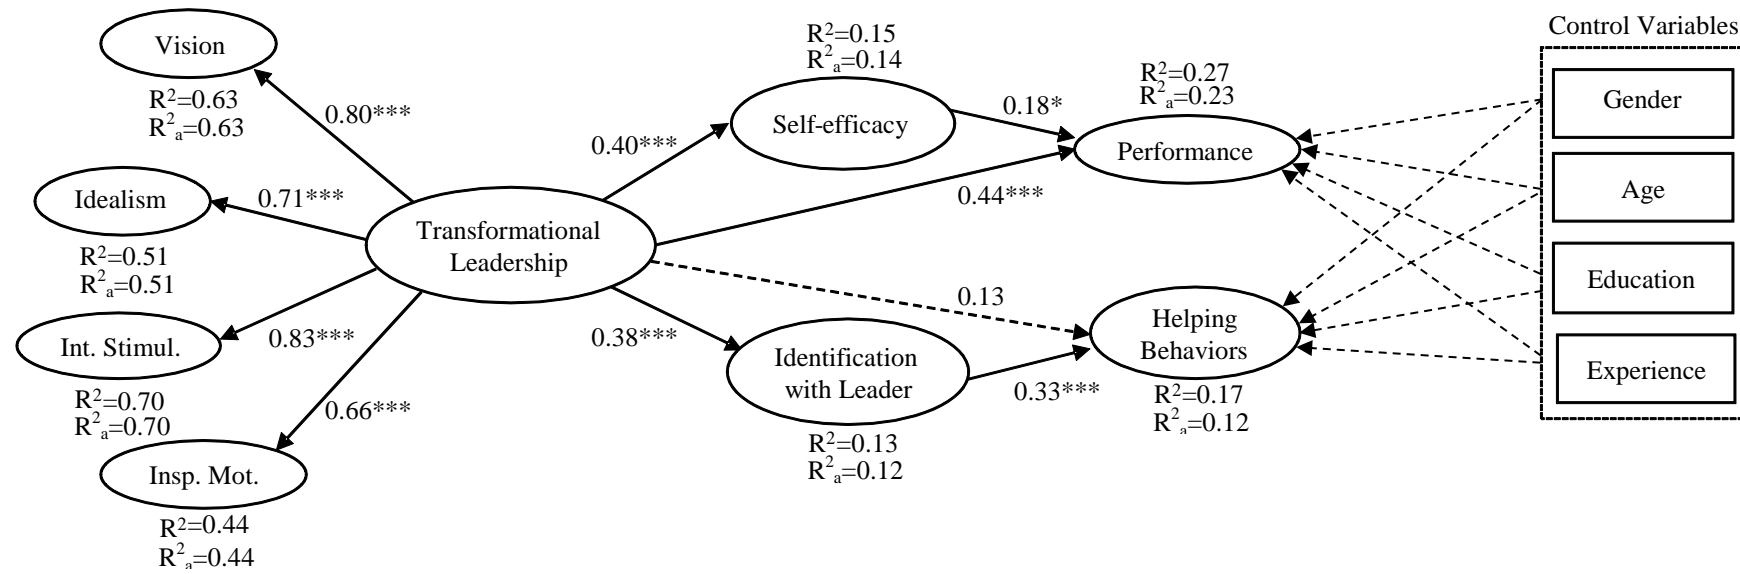 Vision
R²=0.63
R²ₐ=0.63
0.80***
Idealism
R²=0.51
R²ₐ=0.51
0.71***
Int. Stimul.
R²=0.70
R²ₐ=0.70
0.83***
Insp. Mot.
R²=0.44
R²ₐ=0.44
0.66***
Transformational
Leadership
0.40***
0.44***
0.13
0.38***
R²=0.15
R²ₐ=0.14
Self-efficacy
0.18*
Identification
with Leader
R²=0.13
R²ₐ=0.12
0.33***
R²=0.27
R²ₐ=0.23
Performance
Helping
Behaviors
R²=0.17
R²ₐ=0.12
Control Variables
Gender
Age
Education
Experience